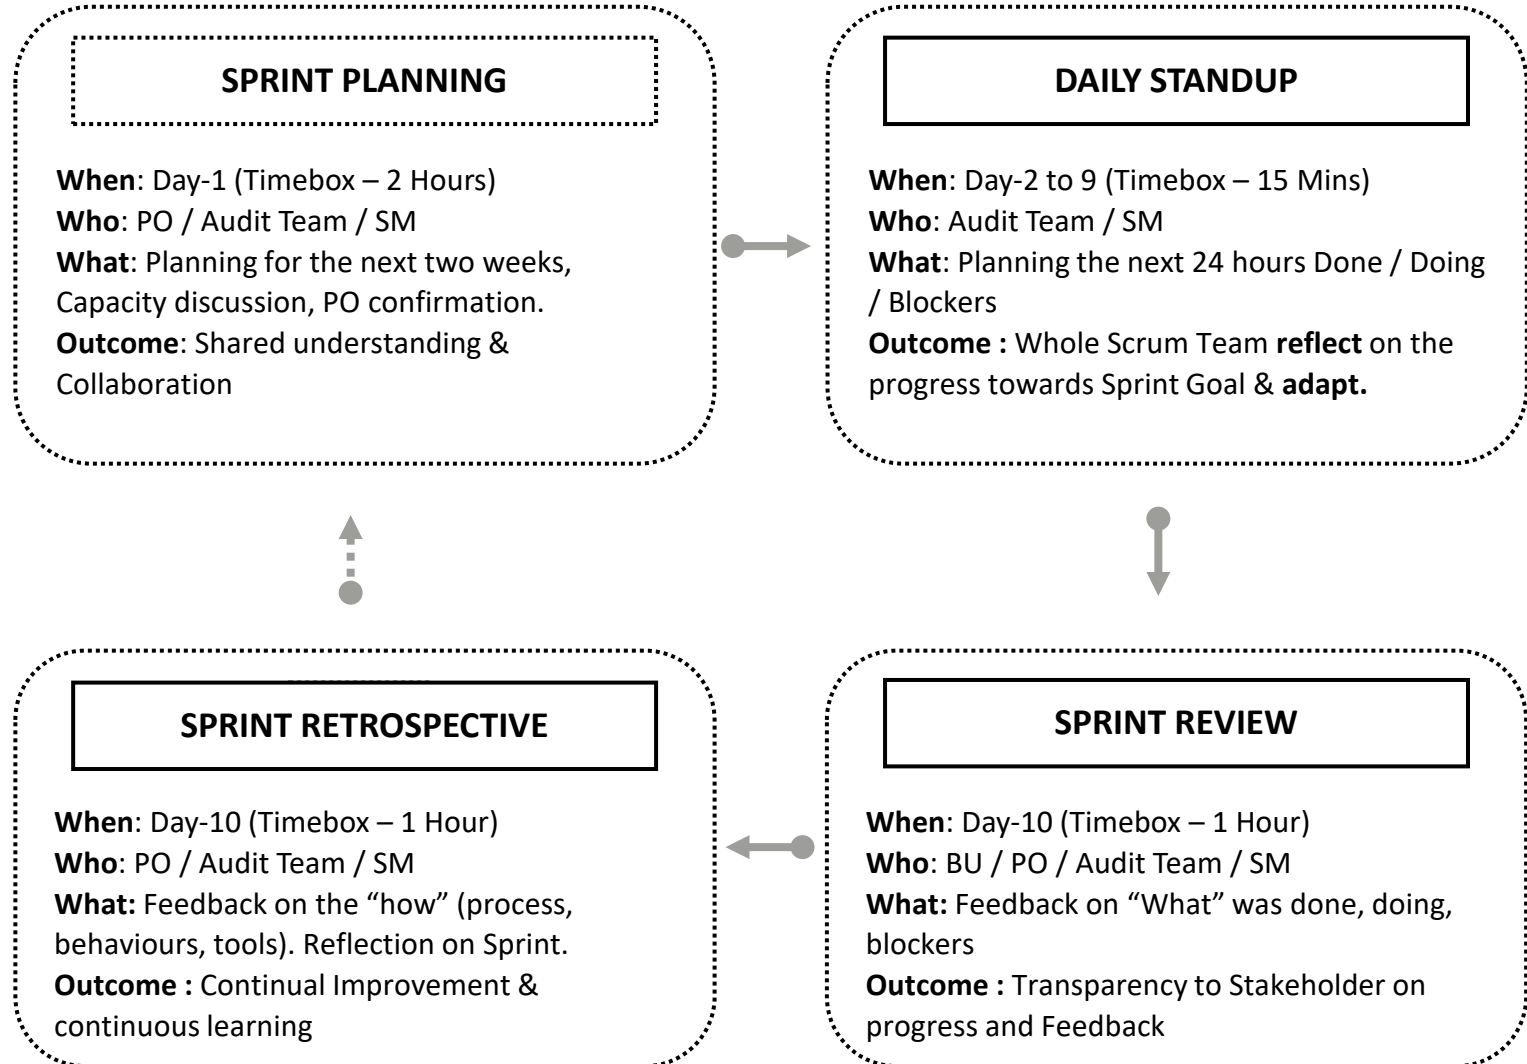 SPRINT PLANNING
When: Day-1 (Timebox – 2 Hours)
Who: PO / Audit Team / SM
What: Planning for the next two weeks,
Capacity discussion, PO confirmation.
Outcome: Shared understanding &
Collaboration
DAILY STANDUP
When: Day-2 to 9 (Timebox – 15 Mins)
Who: Audit Team / SM
What: Planning the next 24 hours Done / Doing
/ Blockers
Outcome : Whole Scrum Team reflect on the
progress towards Sprint Goal & adapt.
SPRINT RETROSPECTIVE
When: Day-10 (Timebox – 1 Hour)
Who: PO / Audit Team / SM
What: Feedback on the “how” (process,
behaviours, tools). Reflection on Sprint.
Outcome : Continual Improvement &
continuous learning
SPRINT REVIEW
When: Day-10 (Timebox – 1 Hour)
Who: BU / PO / Audit Team / SM
What: Feedback on “What” was done, doing,
blockers
Outcome : Transparency to Stakeholder on
progress and Feedback